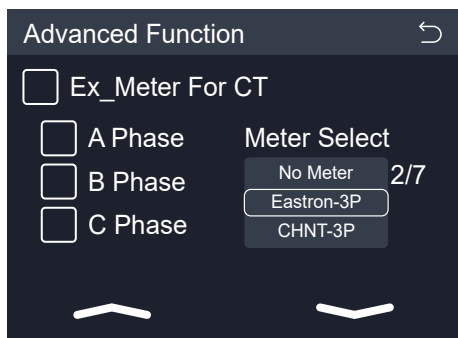 Advanced Function
Ex_Meter For CT
A Phase
B Phase
C Phase
Meter Select
No Meter
Eastron-3P
CHNT-3P
2/7